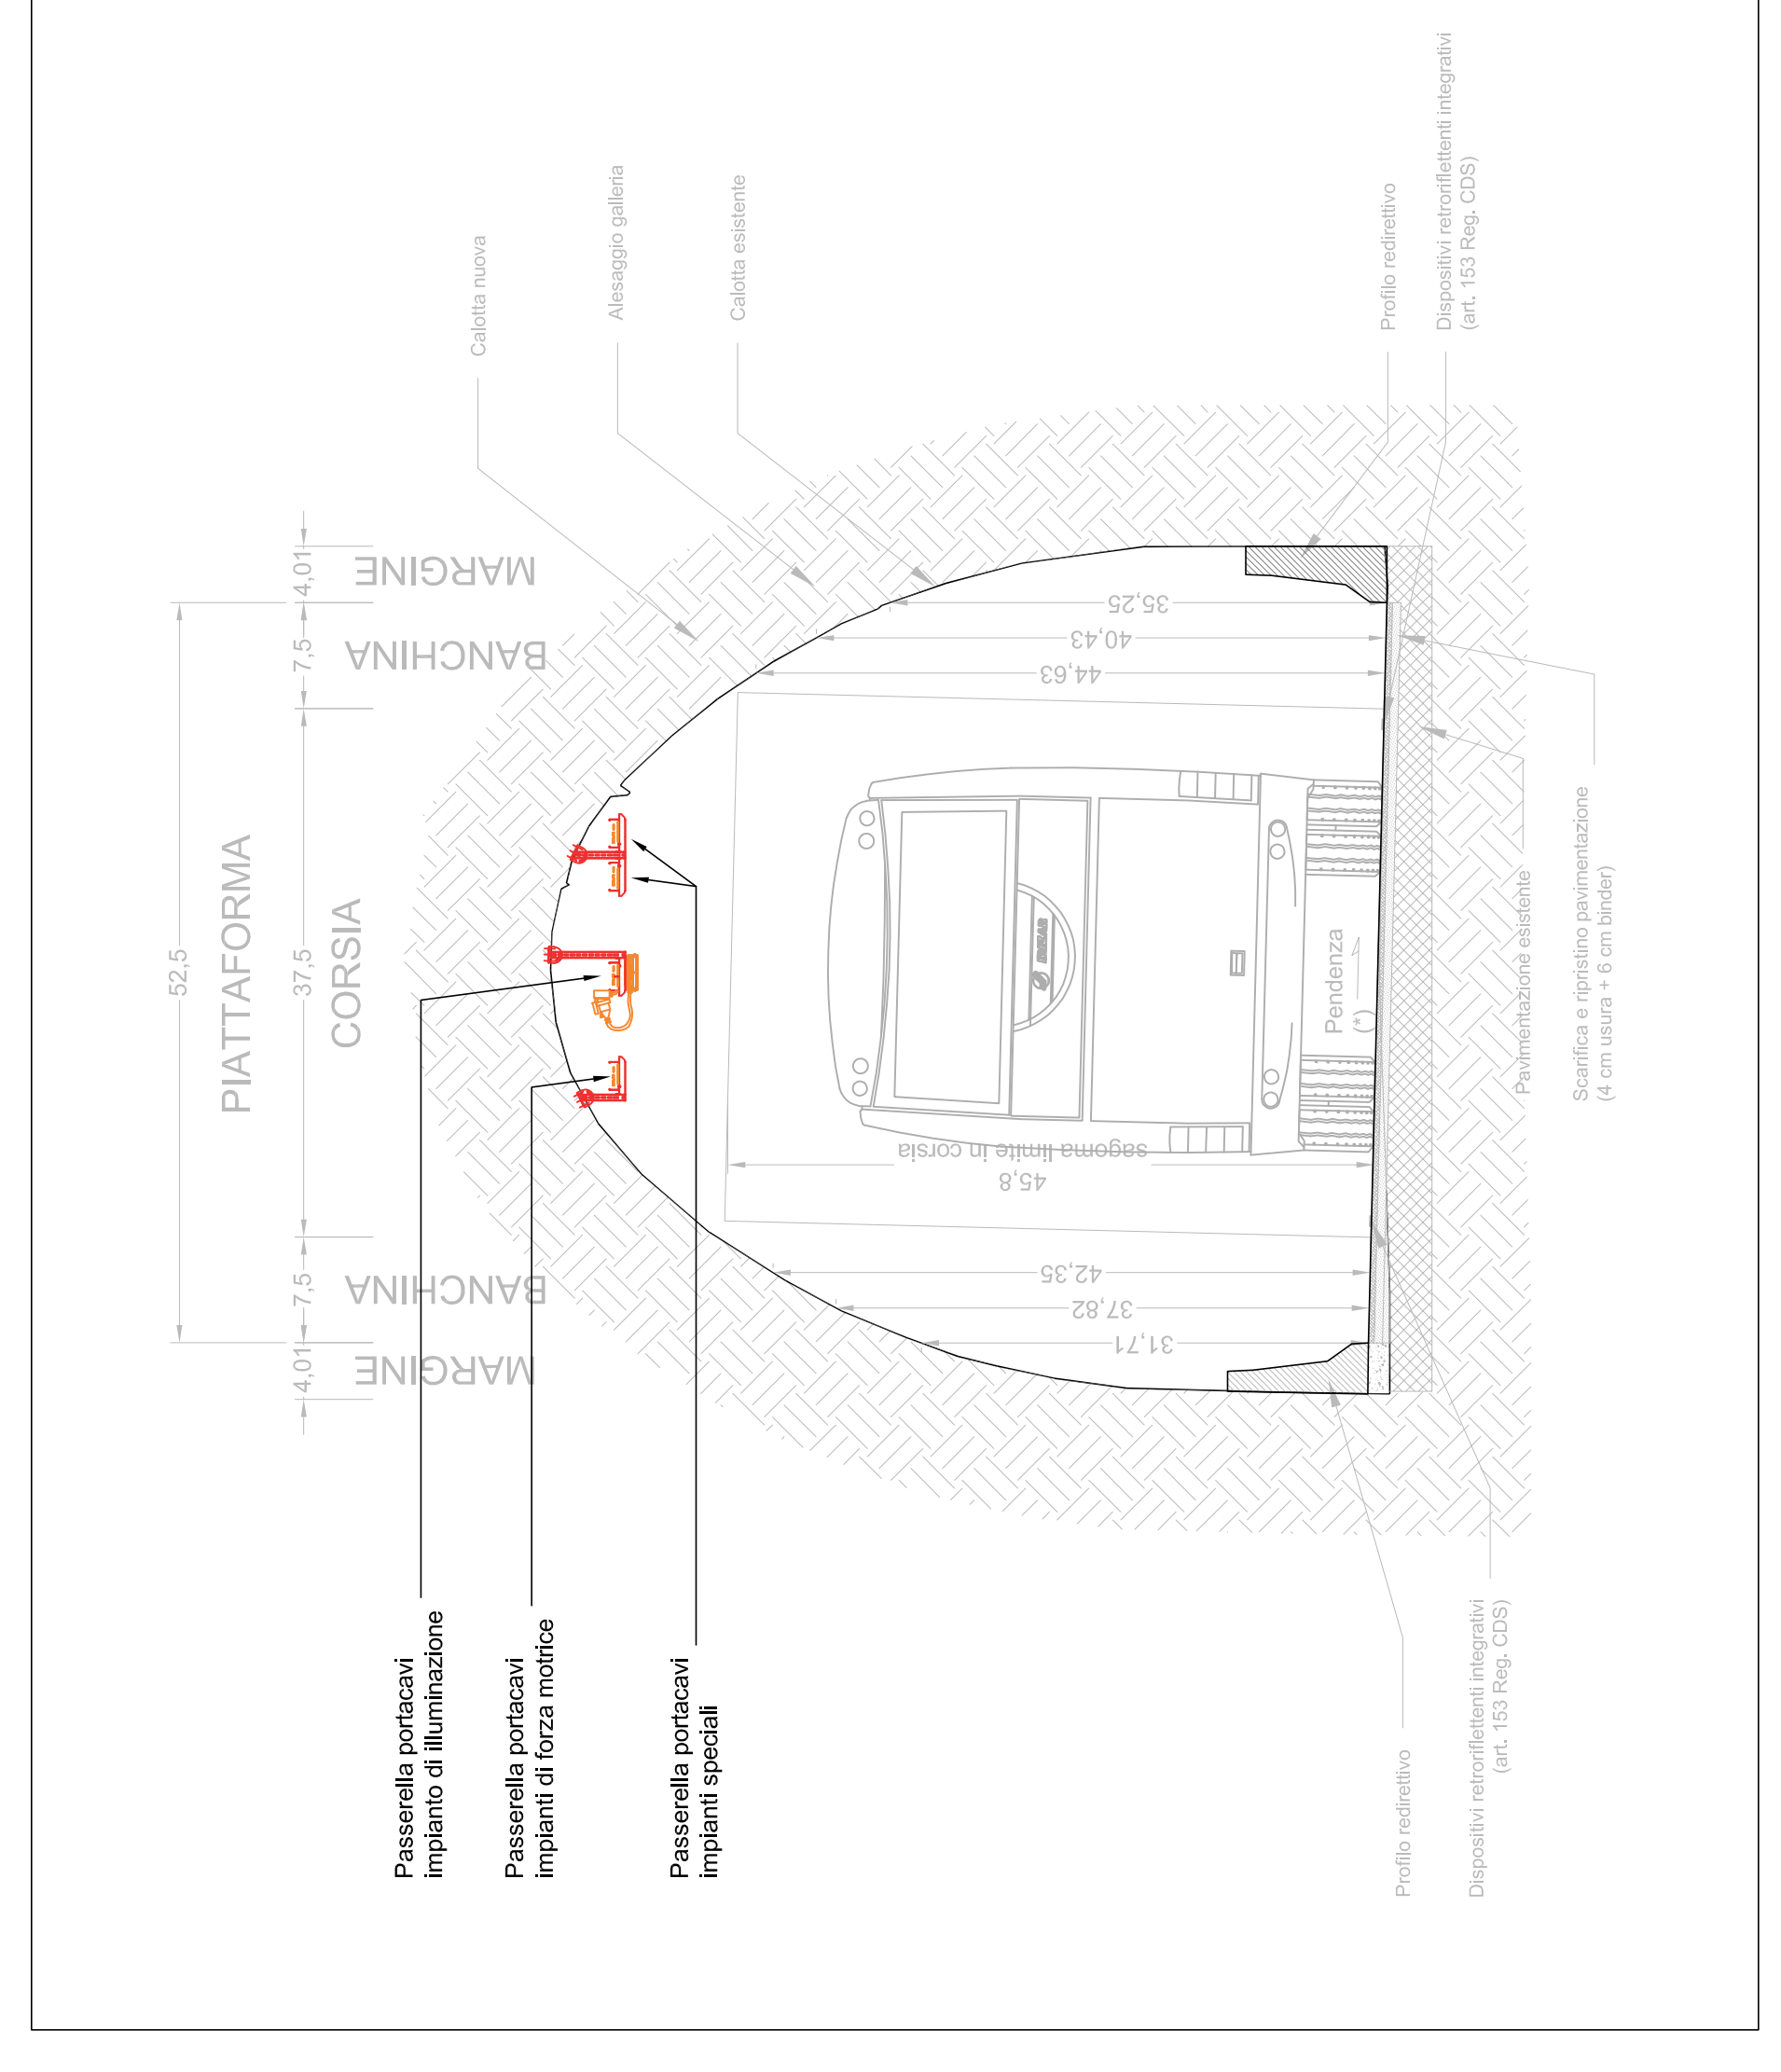 52,5
PIATTAFORMA
4,01
7,5
37,5
7,5
4,01
MARGINE
BANCHINA
CORSIA
BANCHINA
MARGINE
Calotta nuova
Alesaggio galleria
Calotta esistente
Profilo redirettivo
Dispositivi retroriflettenti integrativi
(art. 153 Reg. CDS)
31,71
37,82
42,35
45,8
sagoma limite in corsia
44,63
40,43
35,25
Pendenza
(*)
Pavimentazione esistente
Scarifica e ripristino pavimentazione
(4 cm usura + 6 cm binder)
Passerella portacavi
impianto di illuminazione
Passerella portacavi
impianti di forza motrice
Passerella portacavi
impianti speciali
Profilo redirettivo
Dispositivi retroriflettenti integrativi
(art. 153 Reg. CDS)